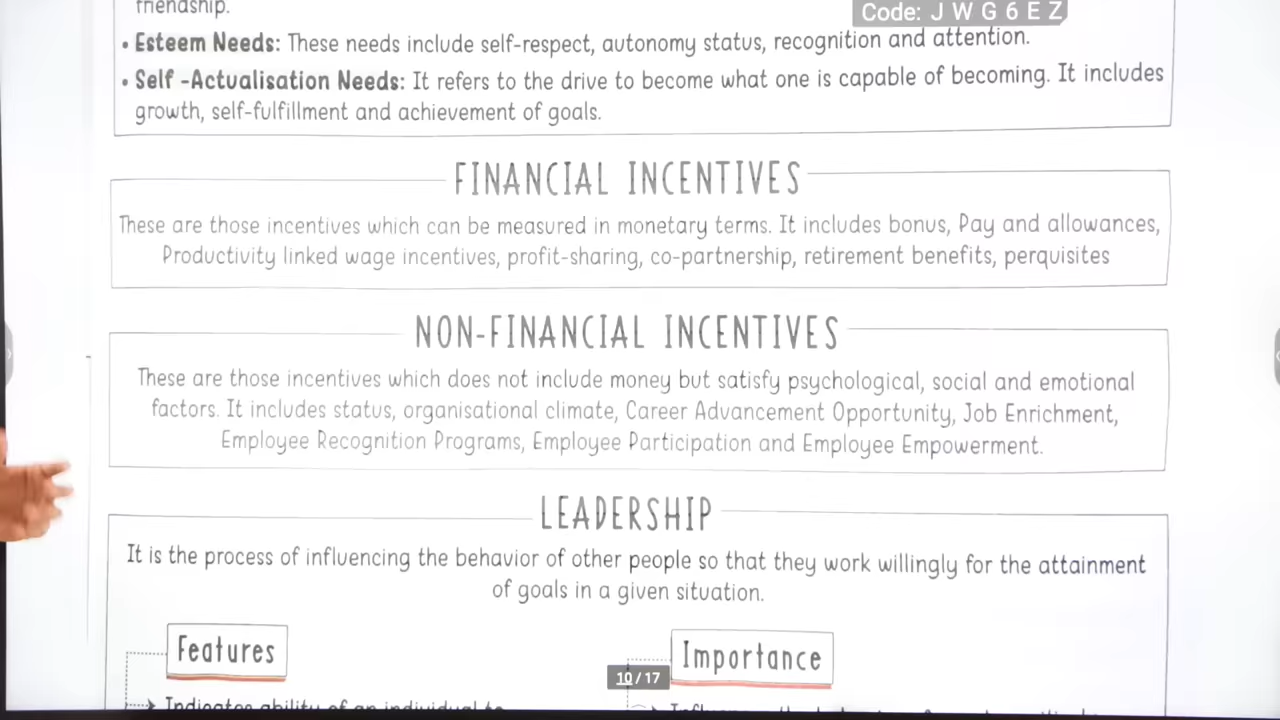 friendship.
Code: J W G 6 E Z
• Esteem Needs: These needs include self-respect, autonomy status, recognition and attention.
• Self -Actualisation Needs: It refers to the drive to become what one is capable of becoming. It includes
growth, self-fulfillment and achievement of goals.
FINANCIAL INCENTIVES
These are those incentives which can be measured in monetary terms. It includes bonus, Pay and allowances,
Productivity linked wage incentives, profit-sharing, co-partnership, retirement benefits, perquisites
NON-FINANCIAL INCENTIVES
These are those incentives which does not include money but satisfy psychological, social and emotional
factors. It includes status, organisational climate, Career Advancement Opportunity, Job Enrichment,
Employee Recognition Programs, Employee Participation and Employee Empowerment.
LEADERSHIP
It is the process of influencing the behavior of other people so that they work willingly for the attainment
of goals in a given situation.
Features
Importance
10 / 17
Indicates ability of an individual to